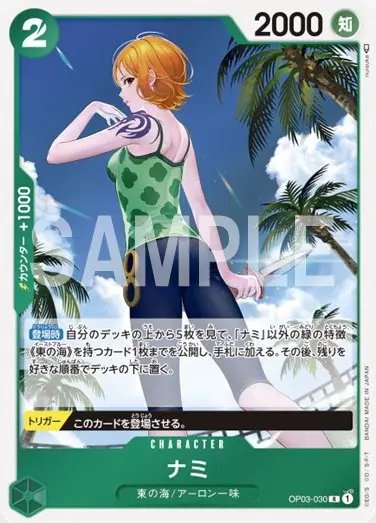 2
2000
知
カウンター +1000
SAMPLE
登場時 自分のデッキの上から5枚を見て、「ナミ」以外の緑の特徴
《東の海》を持つカード1枚までを公開し、手札に加える。その後、残りを
好きな順番でデッキの下に置く。
トリガー このカードを登場させる。
CHARACTER
ナミ
東の海/アーロン一味
OP03-030 R 1
BANDAI MADE IN JAPAN